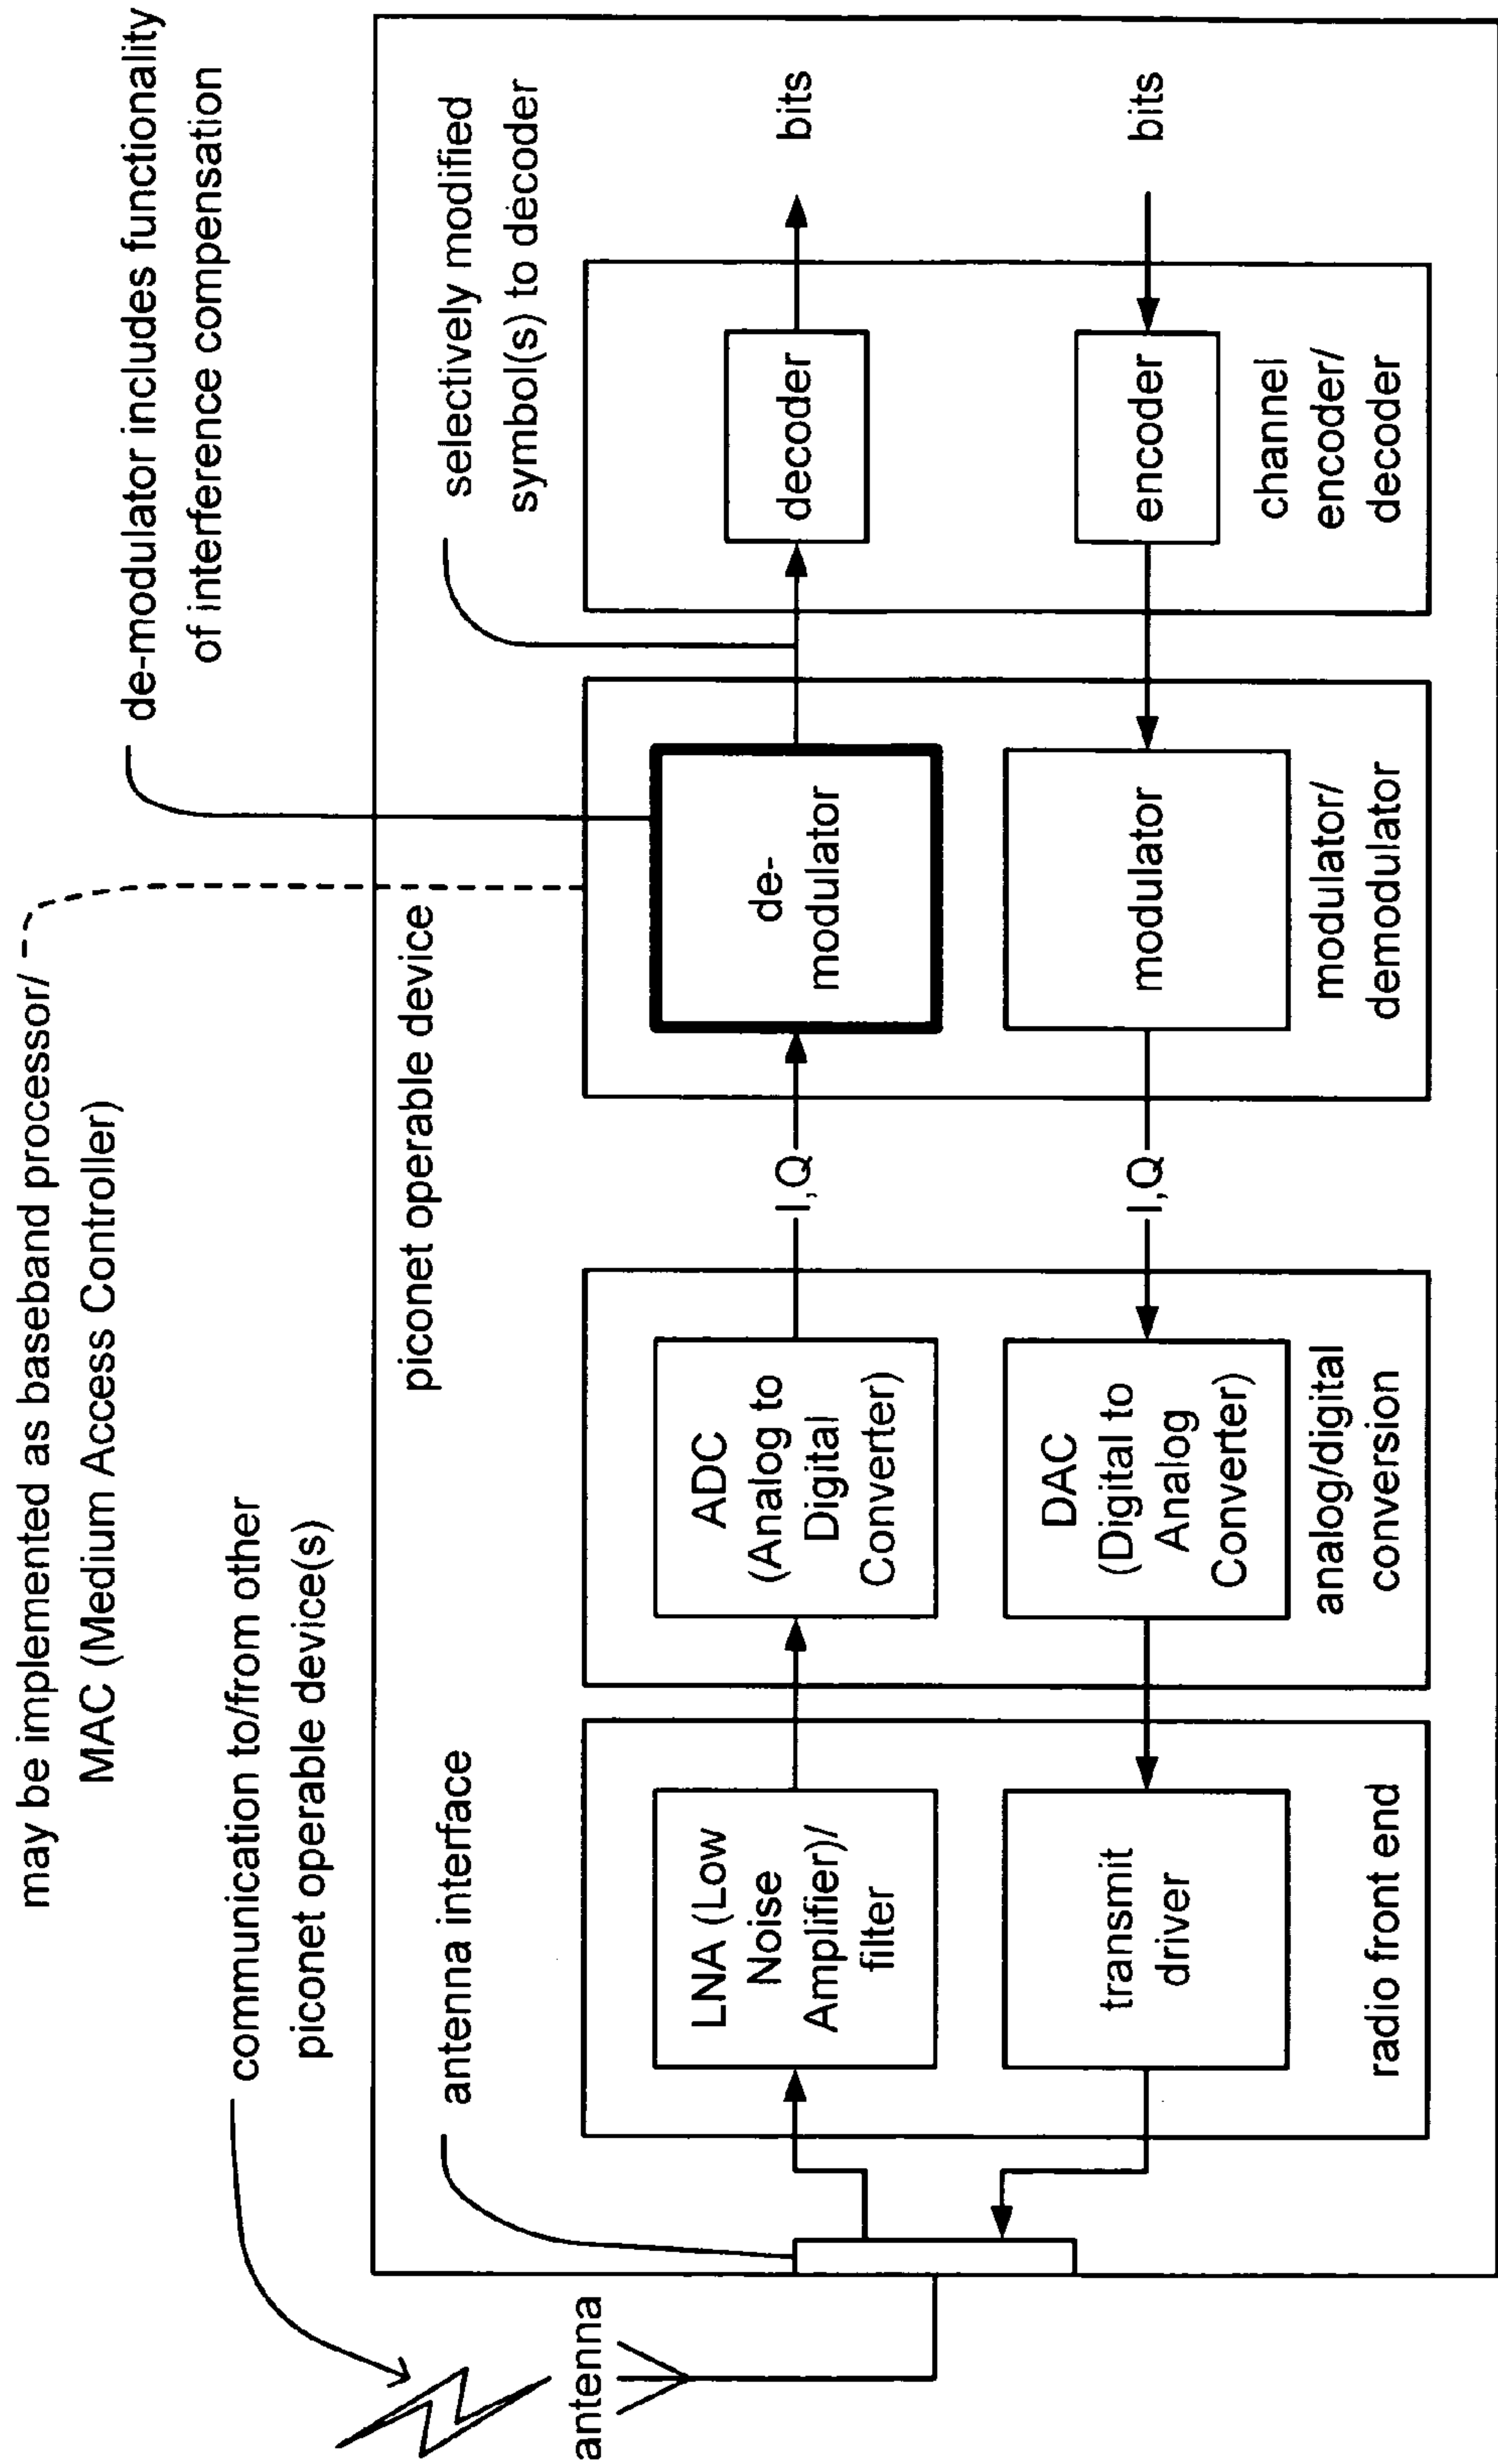 may be implemented as baseband processor/
MAC (Medium Access Controller)
de-modulator includes functionality
of interference compensation
communication to/from other
piconet operable device(s)
piconet operable device
antenna interface
selectively modified
symbol(s) to decoder
antenna
LNA (Low
Noise
Amplifier)/
filter
transmit
driver
radio front end
ADC
(Analog to
Digital
Converter)
DAC
(Digital to
Analog
Converter)
analog/digital
conversion
I,Q
I,Q
de-
modulator
modulator
modulator/
demodulator
decoder
encoder
channel
encoder/
decoder
bits
bits